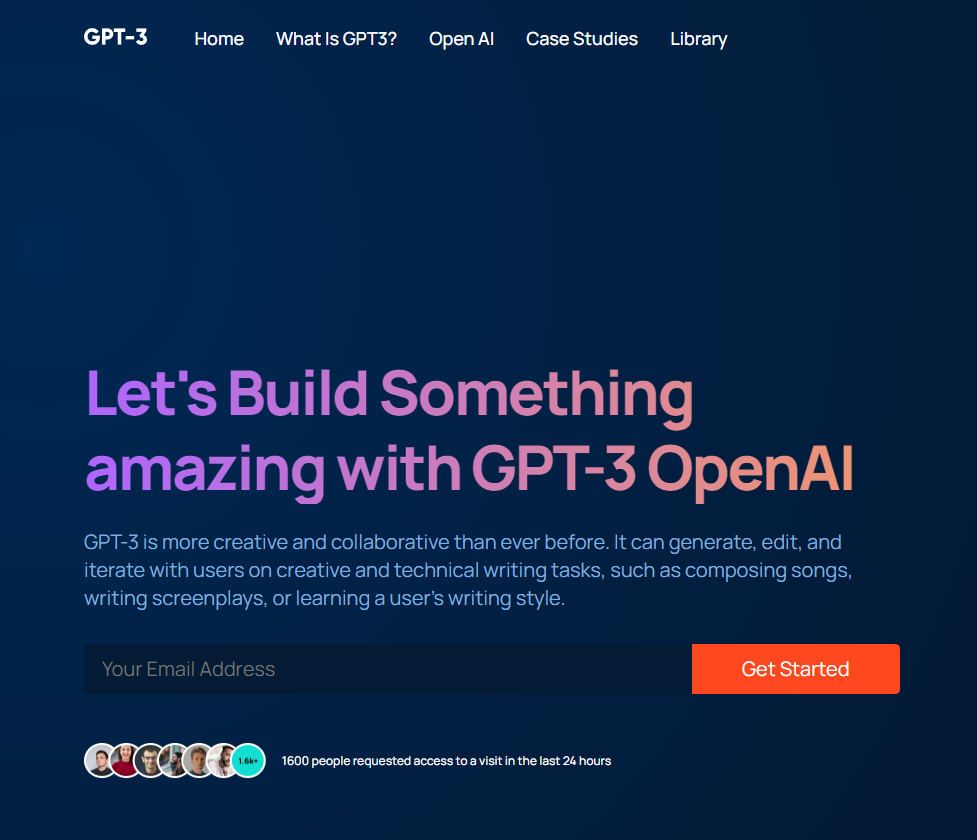 GPT-3
Home What Is GPT3? Open AI Case Studies Library
Let's Build Something
amazing with GPT-3 OpenAI
GPT-3 is more creative and collaborative than ever before. It can generate, edit, and
iterate with users on creative and technical writing tasks, such as composing songs,
writing screenplays, or learning a user's writing style.
Your Email Address
Get Started
1.6k+
1600 people requested access to a visit in the last 24 hours